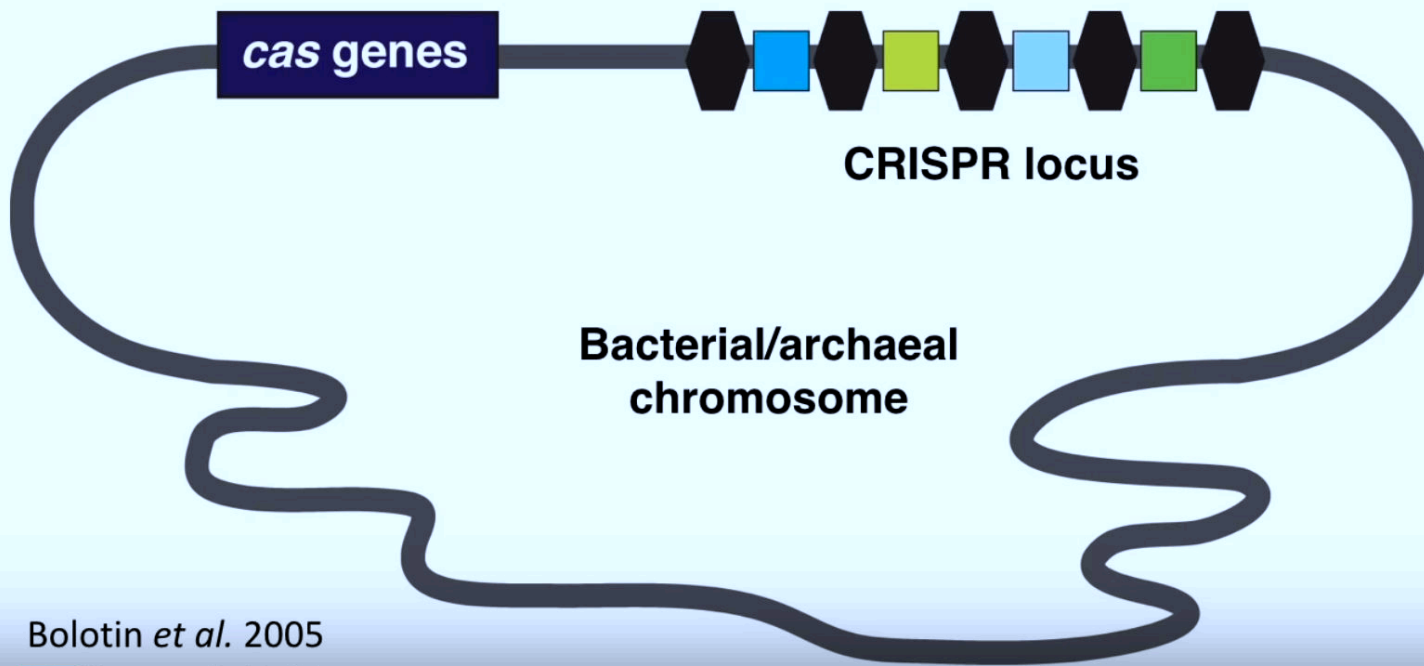 cas genes
CRISPR locus
Bacterial/archaeal
chromosome
Bolotin et al. 2005